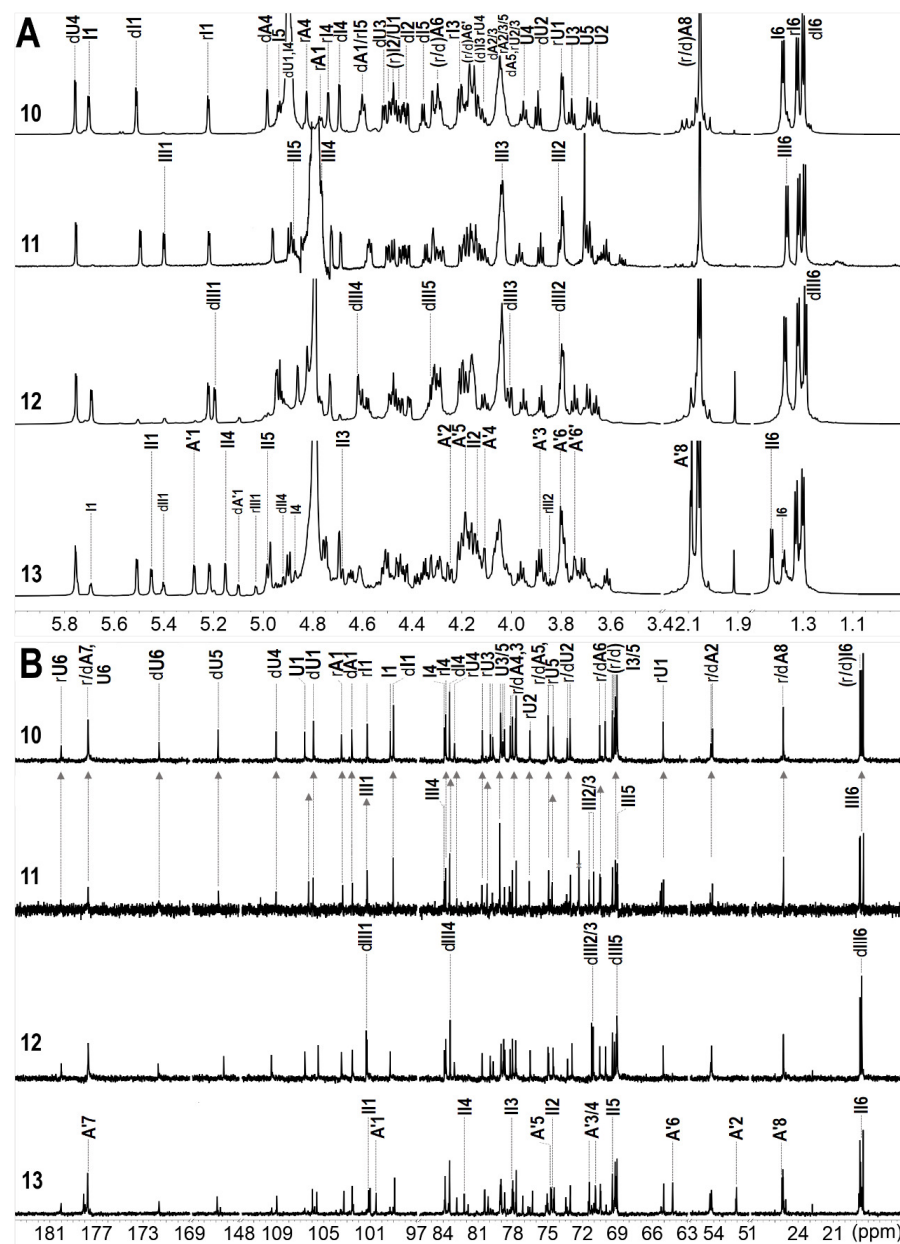 A
dU4
I1
dI1
rI1
dA4
I5
dU1,I4
rA4
rA1
rI4
dI4
dA1/rI5
dU3
(r)I2/U1
dI2
dI5
(r/d)A6
rI3
(r/d)A6'
(d)I3 rU4
dA2/3
rA2/3/5
dA5, rU2/3
U4
dU2
rU1
U3
U5
U2
(r/d)A8
I6
rI6
dI6
10
III1
III5
III4
III3
III2
III6
11
dIII1
dIII4
dIII5
dIII3
dIII2
dIII6
12
I1
II1
dII1
A'1
II4
dA'1
rIII1
II5
dII4
I4
II3
A'2
A'5
II2
A'4
A'3
rIII2
A'6
A'6'
A'8
II6
I6
13
5.8 5.6 5.4 5.2 5.0 4.8 4.6 4.4 4.2 4.0 3.8 3.6 3.4 2.1 1.9 1.3 1.1
B
rU6
r/dA7, U6
dU6
dU5
dU4
U1
dU1
rA1
dA1
rI1
I1
dI1
I4
rI4
dI4
rU4
rU3
U3/5
r/dA4,3
rU2
r/dA5, rU5
r/dU2
r/dA6
(r/d) I3/5
rU1
r/dA2
r/dA8
(r/d)I6
10
III1
III4
III2/3
III5
III6
11
dIII1
dIII4
dIII2/3
dIII5
dIII6
12
A'7
II1
A'1
II4
II3
A'5
II2
A'3/4
II5
A'6
A'2
A'8
II6
13
181 177 173 169 148 109 105 101 97 84 81 78 75 72 69 66 63 54 51 24 21 (ppm)